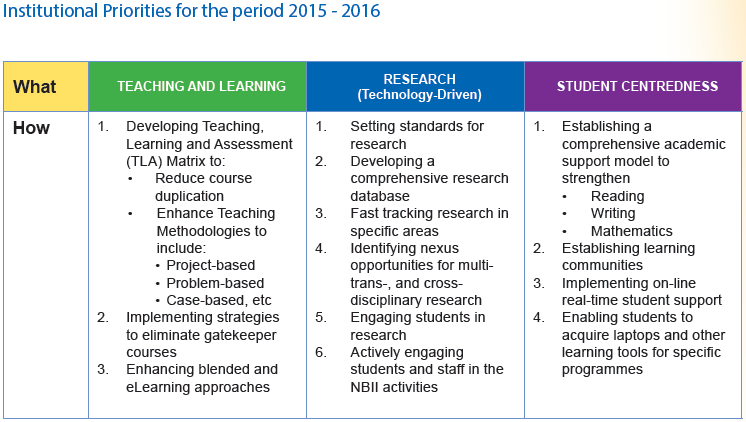 Institutional Priorities for the period 2015 - 2016
What
TEACHING AND LEARNING
RESEARCH
(Technology-Driven)
STUDENT CENTREDNESS
How
1. Developing Teaching,
Learning and Assessment
(TLA) Matrix to:
• Reduce course
duplication
• Enhance Teaching
Methodologies to
include:
• Project-based
• Problem-based
• Case-based, etc
2. Implementing strategies
to eliminate gatekeeper
courses
3. Enhancing blended and
eLearning approaches
1. Setting standards for
research
2. Developing a
comprehensive research
database
3. Fast tracking research in
specific areas
4. Identifying nexus
opportunities for multi-
trans-, and cross-
disciplinary research
5. Engaging students in
research
6. Actively engaging
students and staff in the
NBII activities
1. Establishing a
comprehensive academic
support model to
strengthen
• Reading
• Writing
• Mathematics
2. Establishing learning
communities
3. Implementing on-line
real-time student support
4. Enabling students to
acquire laptops and other
learning tools for specific
programmes